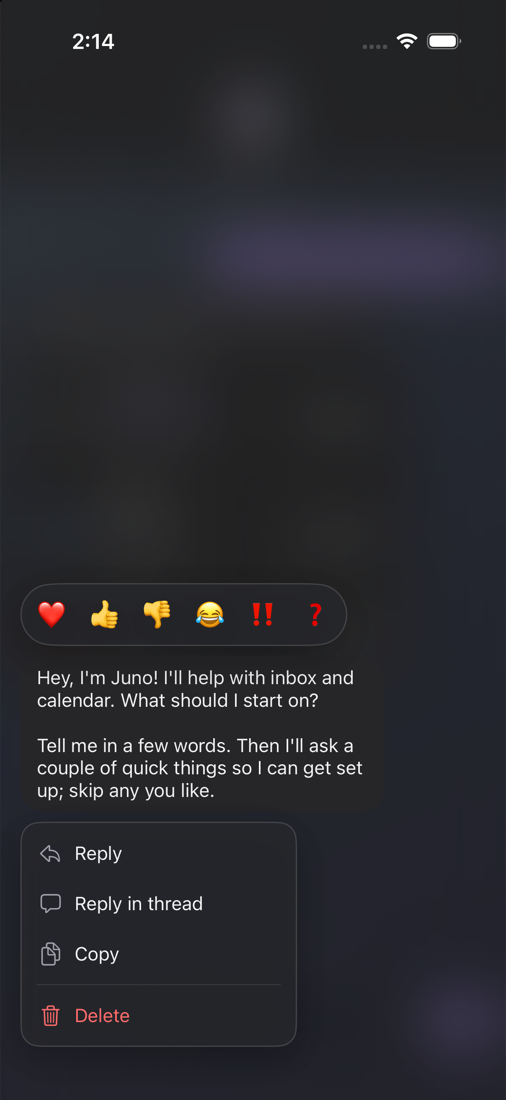 2:14
Hey, I'm Juno! I'll help with inbox and
calendar. What should I start on?
Tell me in a few words. Then I'll ask a
couple of quick things so I can get set
up; skip any you like.
Reply
Reply in thread
Copy
Delete